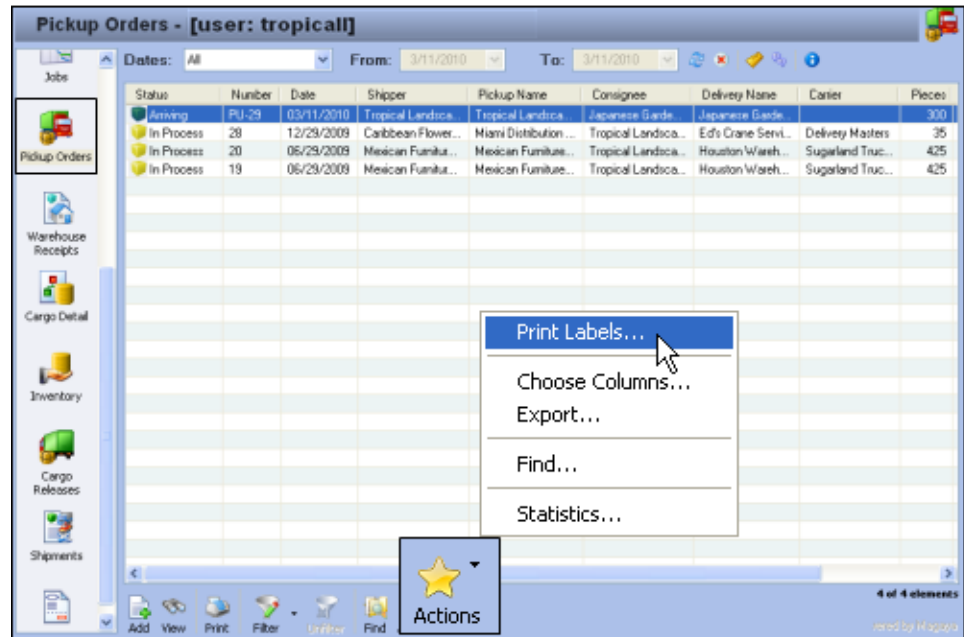 Pickup Orders - [user: tropicall]
Dates: All From: 3/11/2010 To: 3/11/2010
Jobs
Pickup Orders
Warehouse
Receipts
Cargo Detail
Inventory
Cargo
Releases
Shipments
Status Number Date Shipper Pickup Name Consignee Delivery Name Carrier Pieces
Arriving PU-29 03/11/2010 Tropical Landsca... Tropical Landsca... Japanese Garde... Japanese Garde... 300
In Process 28 12/29/2009 Caribbean Flower... Miami Distribution ... Tropical Landsca... Ed's Crane Servi... Delivery Masters 35
In Process 20 06/29/2009 Mexican Furnitur... Mexican Furniture... Tropical Landsca... Houston Wareh... Sugarland Truc... 425
In Process 19 06/29/2009 Mexican Furnitur... Mexican Furniture... Tropical Landsca... Houston Wareh... Sugarland Truc... 425
Print Labels...
Choose Columns...
Export...
Find...
Statistics...
4 of 4 elements
Add View Print Filter Unfilter Find Actions
ered by Magaya